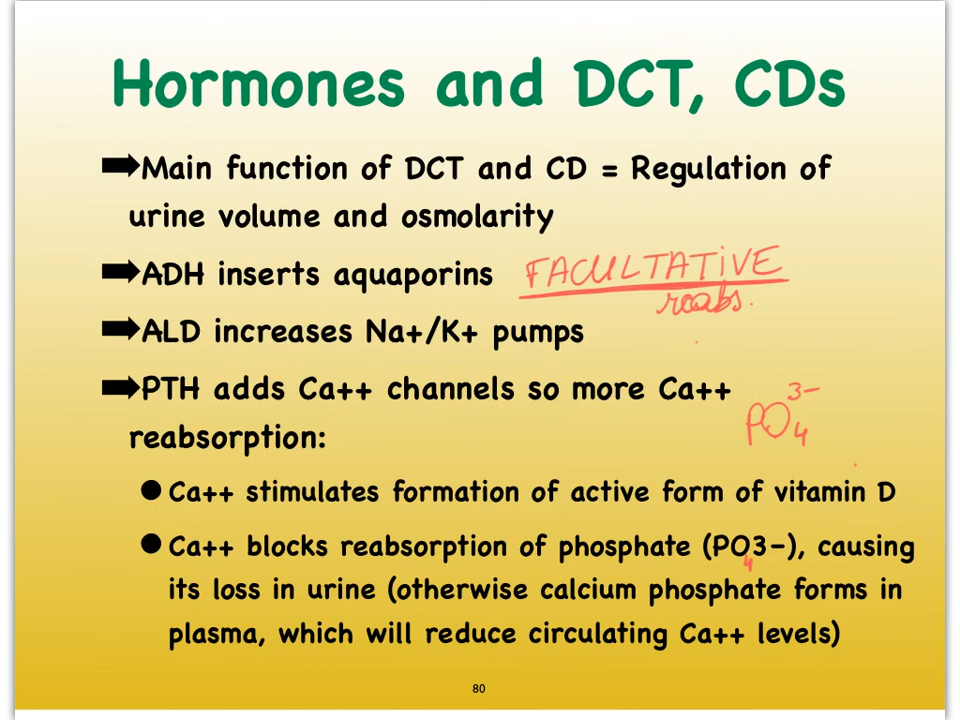 Hormones and DCT, CDs
➡Main function of DCT and CD = Regulation of
urine volume and osmolarity
➡ADH inserts aquaporins FACULTATIVE
reabs.
➡ALD increases Na+/K+ pumps
➡PTH adds Ca++ channels so more Ca++
reabsorption: PO4 3-
● Ca++ stimulates formation of active form of vitamin D
● Ca++ blocks reabsorption of phosphate (PO3-), causing
4
its loss in urine (otherwise calcium phosphate forms in
plasma, which will reduce circulating Ca++ levels)
80